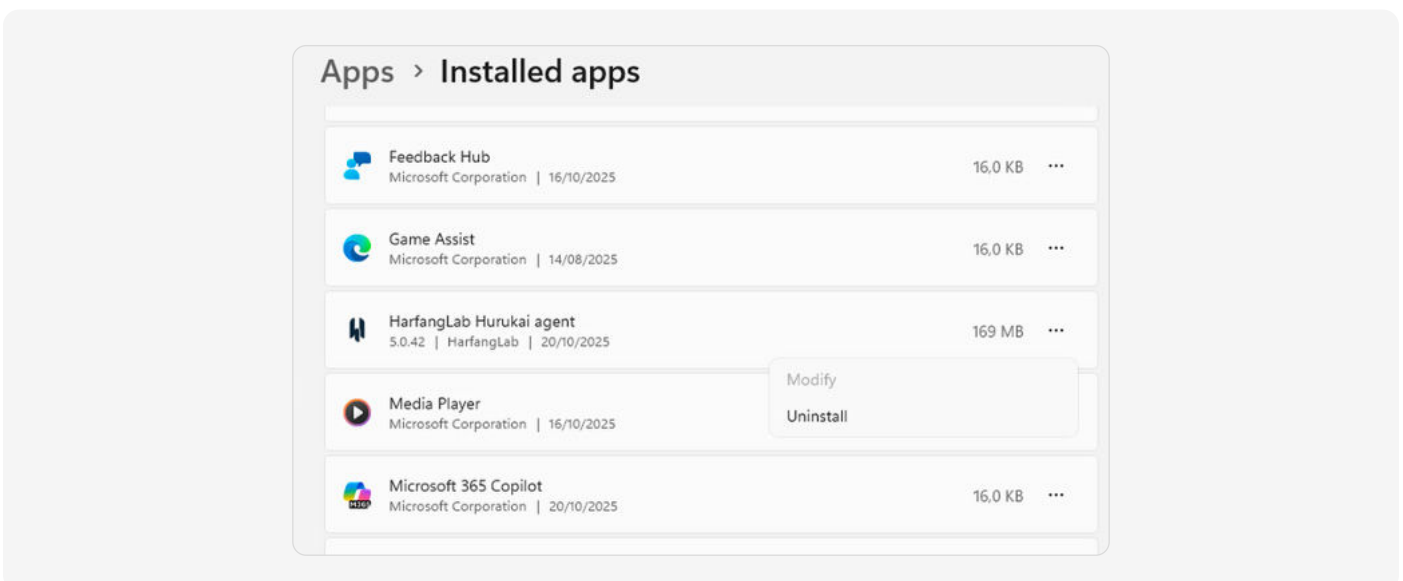 Apps > Installed apps
Feedback Hub
Microsoft Corporation | 16/10/2025
16,0 KB
Game Assist
Microsoft Corporation | 14/08/2025
16,0 KB
HarfangLab Hurukai agent
5.0.42 | HarfangLab | 20/10/2025
169 MB
Modify
Uninstall
Media Player
Microsoft Corporation | 16/10/2025
Microsoft 365 Copilot
Microsoft Corporation | 20/10/2025
16,0 KB
M365